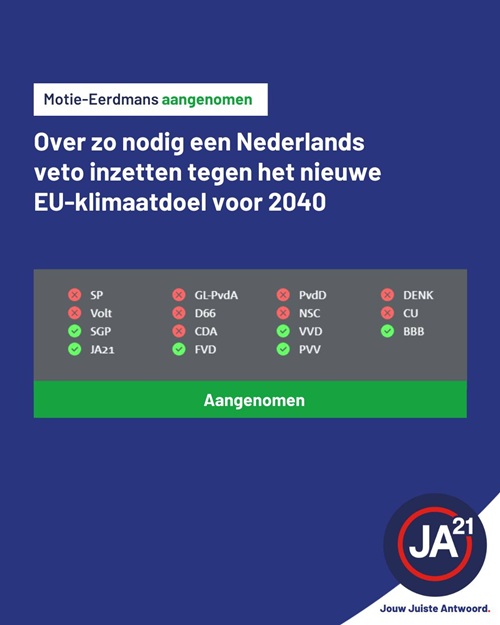 Motie-Eerdmans aangenomen
Over zo nodig een Nederlands
veto inzetten tegen het nieuwe
EU-klimaatdoel voor 2040
SP GL-PvdA PvdD DENK
Volt D66 NSC CU
SGP CDA VVD BBB
JA21 FVD PVV
Aangenomen
JA21
Jouw Juiste Antwoord.